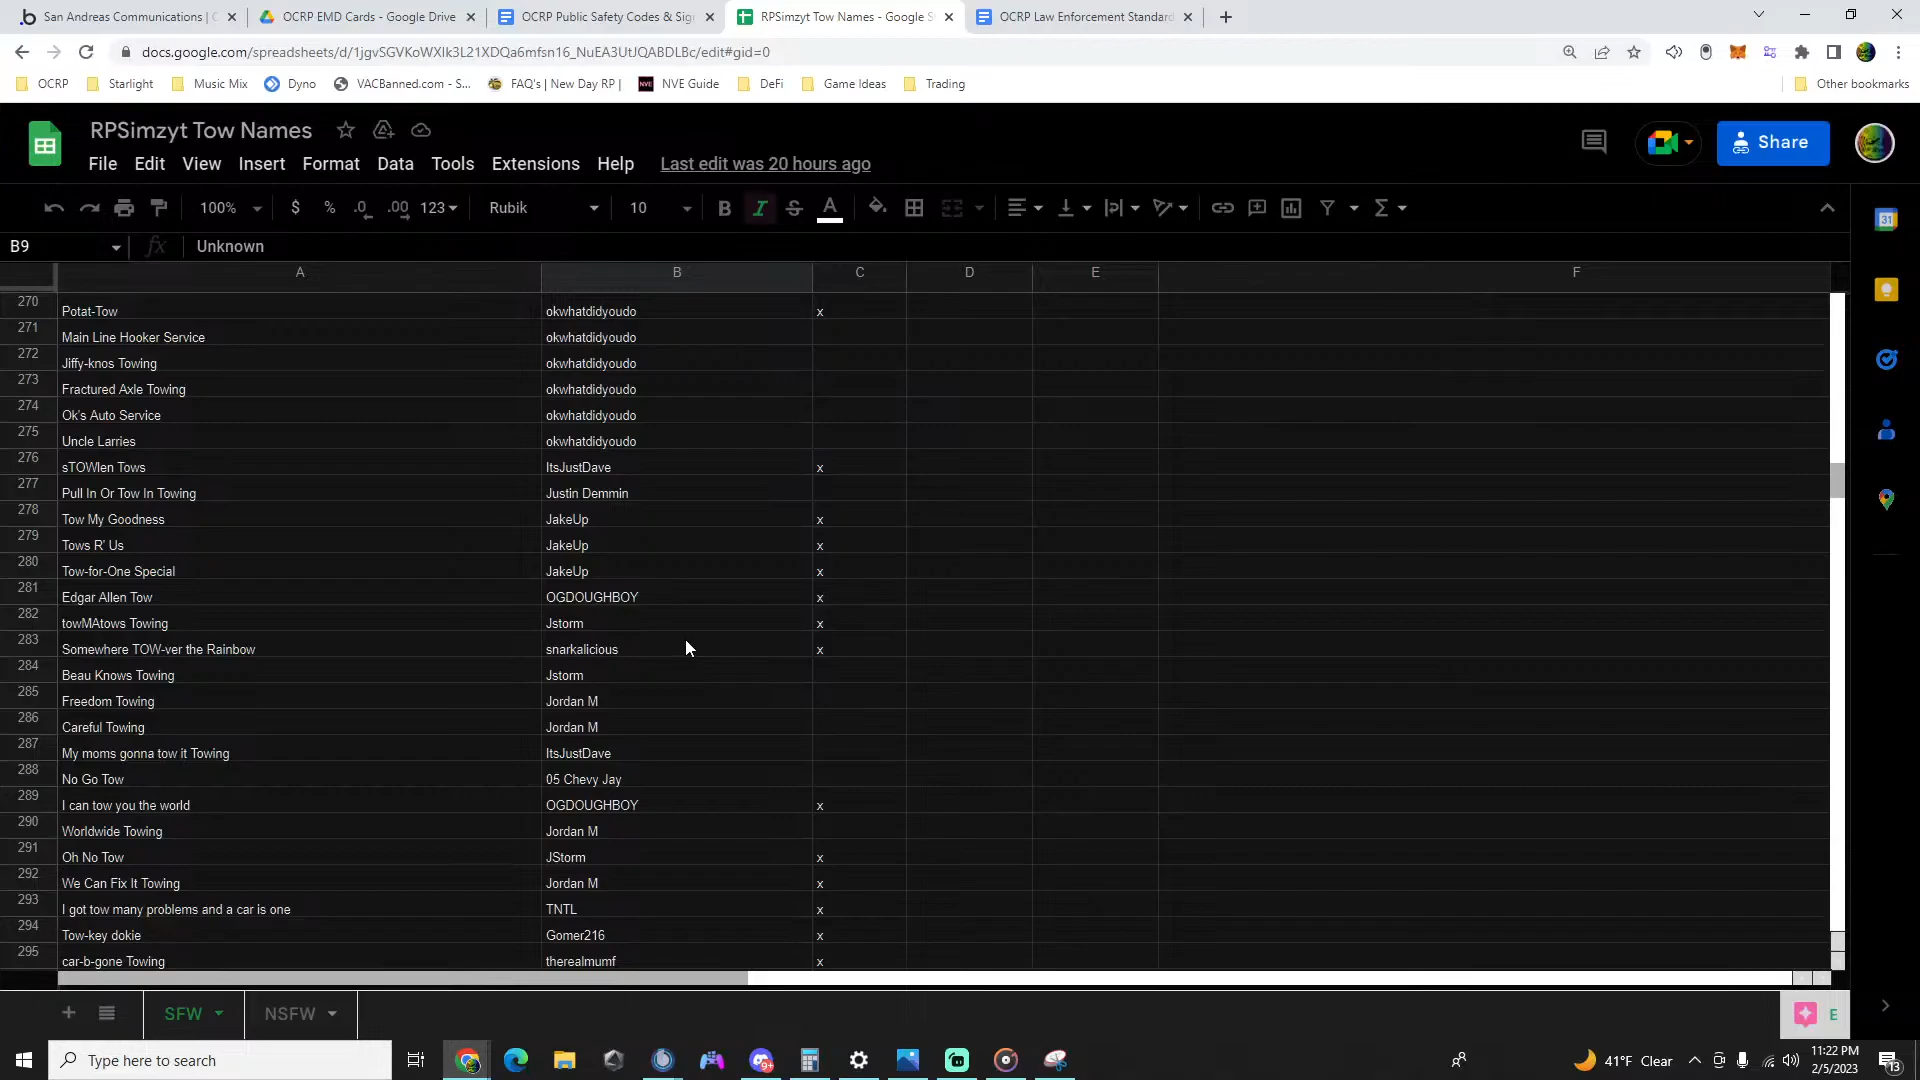 San Andreas Communications | C
OCRP EMD Cards - Google Drive
OCRP Public Safety Codes & Sig
RPSimzyt Tow Names - Google S
OCRP Law Enforcement Standard
docs.google.com/spreadsheets/d/1jgvSGVKoWXIk3L21XDQa6mfsn16_NuEA3UtJQABDLBc/edit#gid=0
OCRP
Starlight
Music Mix
Dyno
VACBanned.com - S...
FAQ's | New Day RP |
NVE Guide
DeFi
Game Ideas
Trading
Other bookmarks
RPSimzyt Tow Names
File Edit View Insert Format Data Tools Extensions Help Last edit was 20 hours ago
Share
100% $ % .0 .00 123 Rubik 10 B I S A
B9 fx Unknown
A B C D E F
270 Potat-Tow okwhatdidyoudo x
271 Main Line Hooker Service okwhatdidyoudo
272 Jiffy-knos Towing okwhatdidyoudo
273 Fractured Axle Towing okwhatdidyoudo
274 Ok's Auto Service okwhatdidyoudo
275 Uncle Larries okwhatdidyoudo
276 sTOWlen Tows ItsJustDave x
277 Pull In Or Tow In Towing Justin Demmin
278 Tow My Goodness JakeUp x
279 Tows R' Us JakeUp x
280 Tow-for-One Special JakeUp x
281 Edgar Allen Tow OGDOUGHBOY x
282 towMAtows Towing Jstorm x
283 Somewhere TOW-ver the Rainbow snarkalicious x
284 Beau Knows Towing Jstorm
285 Freedom Towing Jordan M
286 Careful Towing Jordan M
287 My moms gonna tow it Towing ItsJustDave
288 No Go Tow 05 Chevy Jay
289 I can tow you the world OGDOUGHBOY x
290 Worldwide Towing Jordan M
291 Oh No Tow JStorm x
292 We Can Fix It Towing Jordan M x
293 I got tow many problems and a car is one TNTL x
294 Tow-key dokie Gomer216 x
295 car-b-gone Towing therealmumf x
SFW NSFW E
Type here to search
41°F Clear
11:22 PM
2/5/2023
13